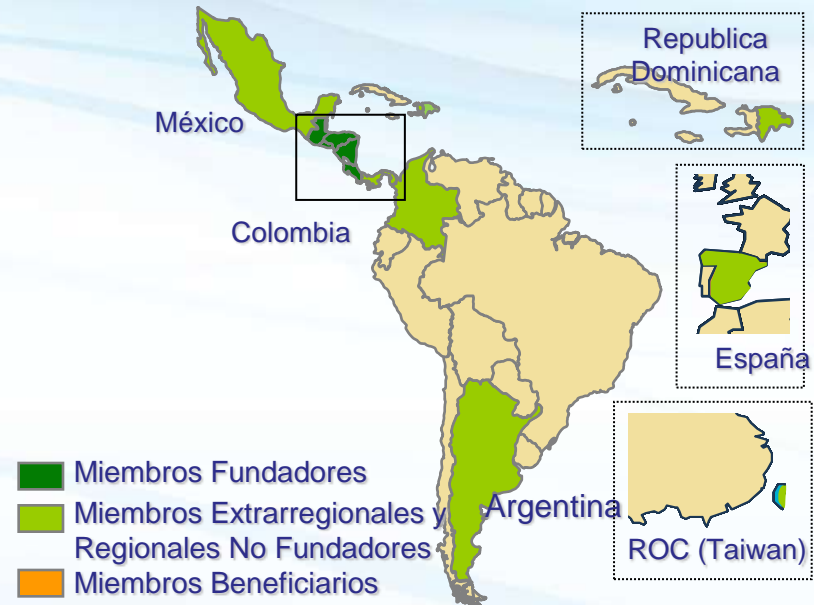 Republica
Dominicana
México
Colombia
España
Miembros Fundadores
Miembros Extrarregionales y
Regionales No Fundadores
Miembros Beneficiarios
Argentina
ROC (Taiwan)